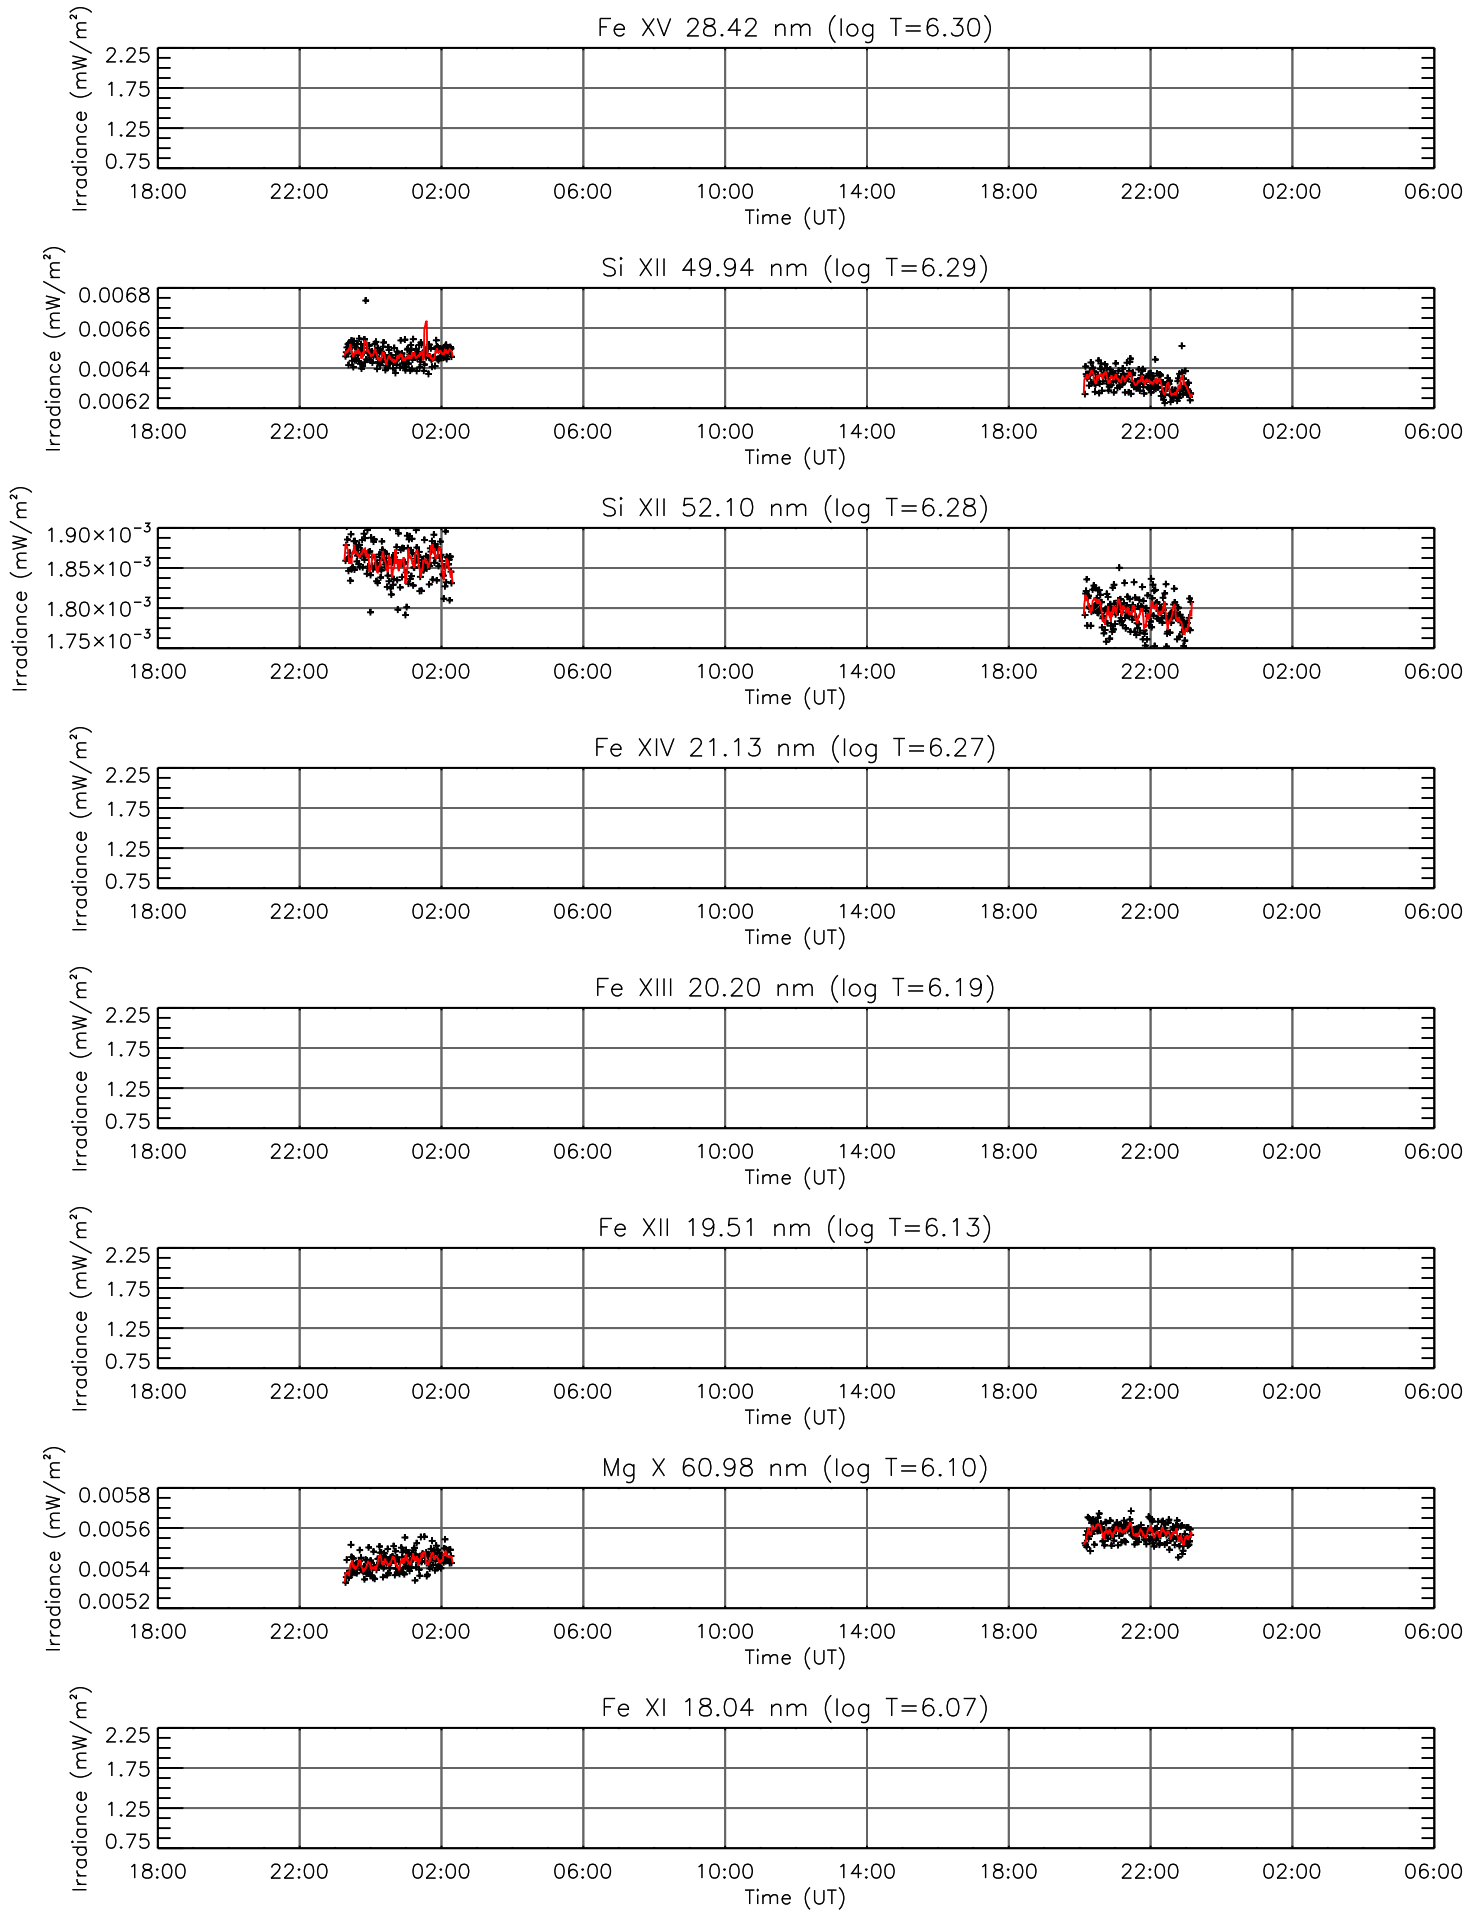 Fe XV 28.42 nm (log T=6.30)
Irradiance (mW/m²)
2.25
1.75
1.25
0.75
18:00 22:00 02:00 06:00 10:00 14:00 18:00 22:00 02:00 06:00
Time (UT)
Si XII 49.94 nm (log T=6.29)
Irradiance (mW/m²)
0.0068
0.0066
0.0064
0.0062
18:00 22:00 02:00 06:00 10:00 14:00 18:00 22:00 02:00 06:00
Time (UT)
Si XII 52.10 nm (log T=6.28)
Irradiance (mW/m²)
1.90×10⁻³
1.85×10⁻³
1.80×10⁻³
1.75×10⁻³
18:00 22:00 02:00 06:00 10:00 14:00 18:00 22:00 02:00 06:00
Time (UT)
Fe XIV 21.13 nm (log T=6.27)
Irradiance (mW/m²)
2.25
1.75
1.25
0.75
18:00 22:00 02:00 06:00 10:00 14:00 18:00 22:00 02:00 06:00
Time (UT)
Fe XIII 20.20 nm (log T=6.19)
Irradiance (mW/m²)
2.25
1.75
1.25
0.75
18:00 22:00 02:00 06:00 10:00 14:00 18:00 22:00 02:00 06:00
Time (UT)
Fe XII 19.51 nm (log T=6.13)
Irradiance (mW/m²)
2.25
1.75
1.25
0.75
18:00 22:00 02:00 06:00 10:00 14:00 18:00 22:00 02:00 06:00
Time (UT)
Mg X 60.98 nm (log T=6.10)
Irradiance (mW/m²)
0.0058
0.0056
0.0054
0.0052
18:00 22:00 02:00 06:00 10:00 14:00 18:00 22:00 02:00 06:00
Time (UT)
Fe XI 18.04 nm (log T=6.07)
Irradiance (mW/m²)
2.25
1.75
1.25
0.75
18:00 22:00 02:00 06:00 10:00 14:00 18:00 22:00 02:00 06:00
Time (UT)